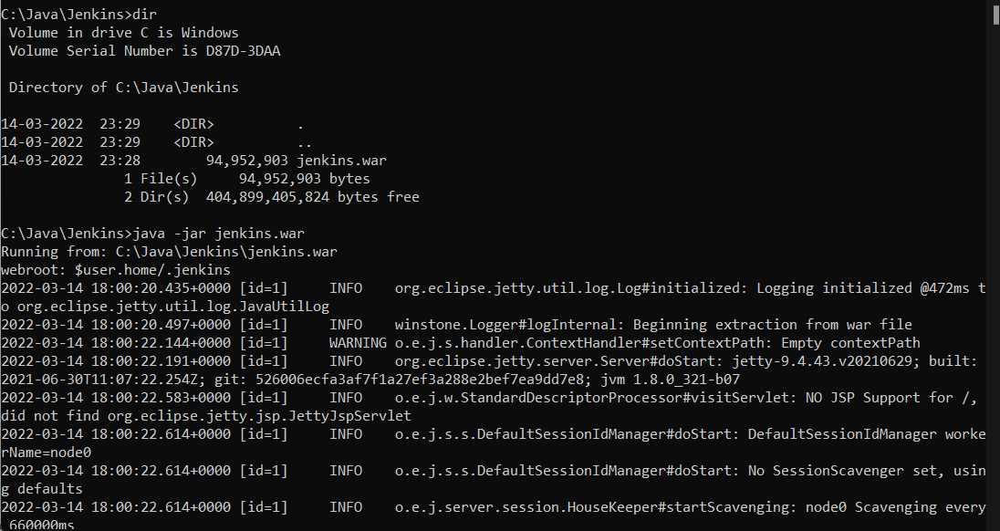 C:\Java\Jenkins>dir
 Volume in drive C is Windows
 Volume Serial Number is D87D-3DAA

 Directory of C:\Java\Jenkins

14-03-2022  23:29    <DIR>          .
14-03-2022  23:29    <DIR>          ..
14-03-2022  23:28        94,952,903 jenkins.war
               1 File(s)     94,952,903 bytes
               2 Dir(s)  404,899,405,824 bytes free

C:\Java\Jenkins>java -jar jenkins.war
Running from: C:\Java\Jenkins\jenkins.war
webroot: $user.home/.jenkins
2022-03-14 18:00:20.435+0000 [id=1]     INFO    org.eclipse.jetty.util.log.Log#initialized: Logging initialized @472ms t
o org.eclipse.jetty.util.log.JavaUtilLog
2022-03-14 18:00:20.497+0000 [id=1]     INFO    winstone.Logger#logInternal: Beginning extraction from war file
2022-03-14 18:00:22.144+0000 [id=1]     WARNING o.e.j.s.handler.ContextHandler#setContextPath: Empty contextPath
2022-03-14 18:00:22.191+0000 [id=1]     INFO    org.eclipse.jetty.server.Server#doStart: jetty-9.4.43.v20210629; built:
2021-06-30T11:07:22.254Z; git: 526006ecfa3af7f1a27ef3a288e2bef7ea9dd7e8; jvm 1.8.0_321-b07
2022-03-14 18:00:22.583+0000 [id=1]     INFO    o.e.j.w.StandardDescriptorProcessor#visitServlet: NO JSP Support for /,
did not find org.eclipse.jetty.jsp.JettyJspServlet
2022-03-14 18:00:22.614+0000 [id=1]     INFO    o.e.j.s.s.DefaultSessionIdManager#doStart: DefaultSessionIdManager worke
rName=node0
2022-03-14 18:00:22.614+0000 [id=1]     INFO    o.e.j.s.s.DefaultSessionIdManager#doStart: No SessionScavenger set, usin
g defaults
2022-03-14 18:00:22.614+0000 [id=1]     INFO    o.e.j.server.session.HouseKeeper#startScavenging: node0 Scavenging every
 660000ms